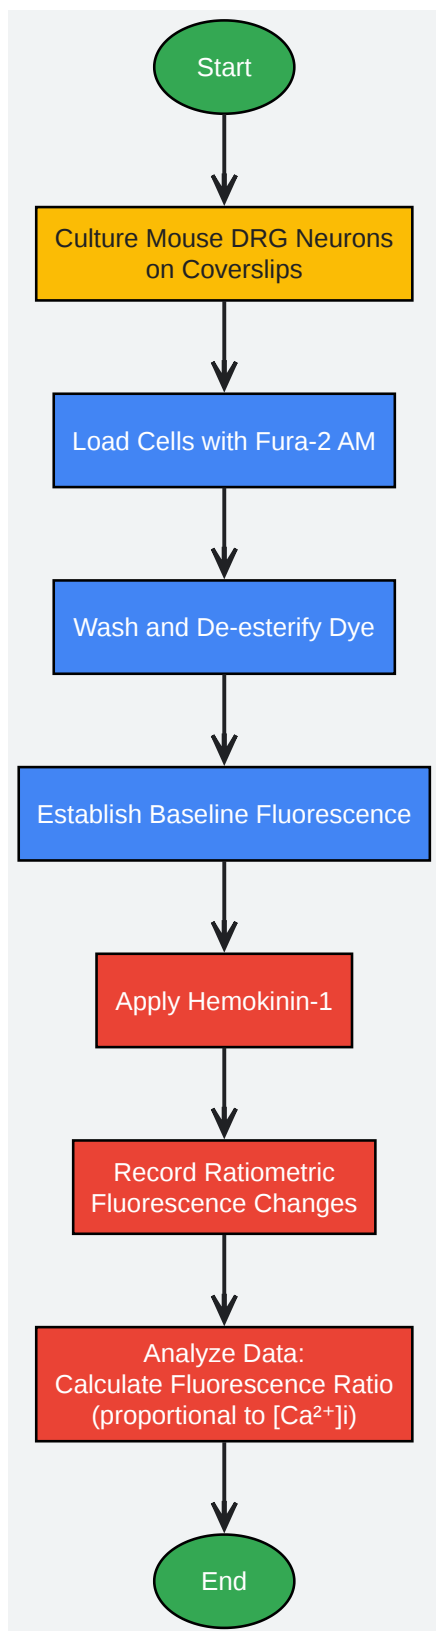 Start
Culture Mouse DRG Neurons
on Coverslips
Load Cells with Fura-2 AM
Wash and De-esterify Dye
Establish Baseline Fluorescence
Apply Hemokinin-1
Record Ratiometric
Fluorescence Changes
Analyze Data:
Calculate Fluorescence Ratio
(proportional to [Ca²⁺]i)
End